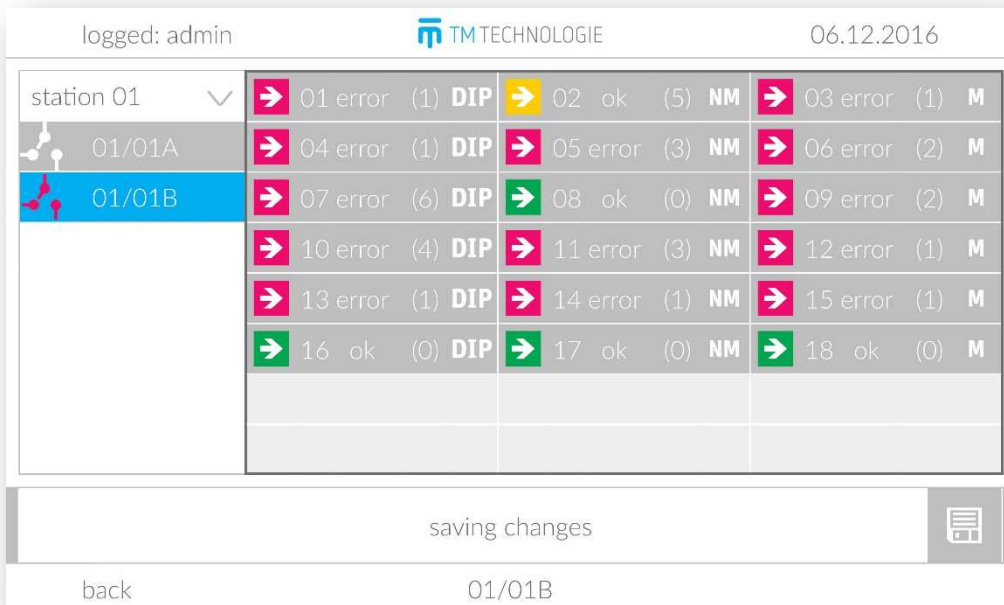 logged: admin TM TECHNOLOGIE 06.12.2016
station 01
01/01A
01/01B
01 error (1) DIP 02 ok (5) NM 03 error (1) M
04 error (1) DIP 05 error (3) NM 06 error (2) M
07 error (6) DIP 08 ok (0) NM 09 error (2) M
10 error (4) DIP 11 error (3) NM 12 error (1) M
13 error (1) DIP 14 error (1) NM 15 error (1) M
16 ok (0) DIP 17 ok (0) NM 18 ok (0) M
saving changes
back 01/01B